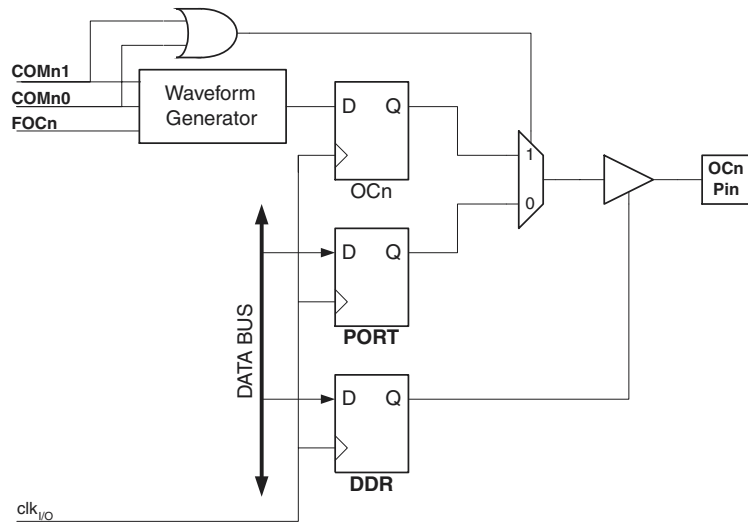 COMn1
COMn0
FOCn
Waveform
Generator
D Q
OCn
1
0
OCn
Pin
D Q
PORT
DATA BUS
D Q
DDR
clkI/O